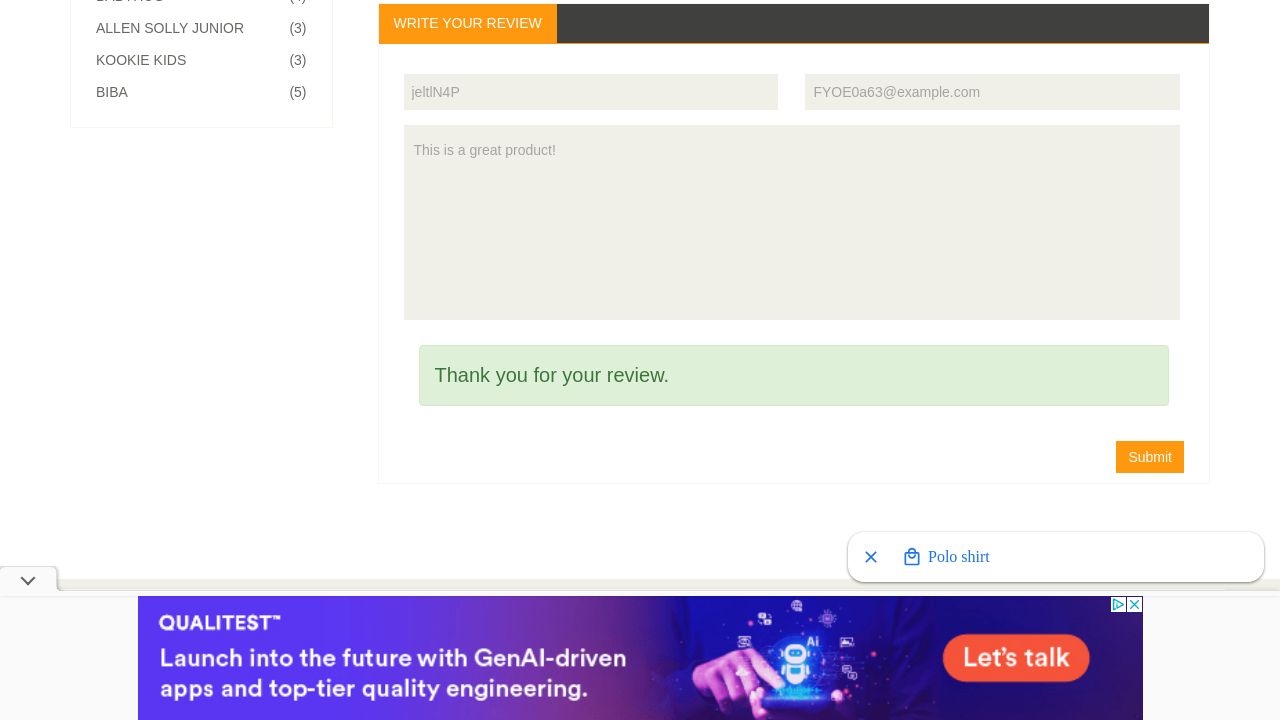 ALLEN SOLLY JUNIOR (3)
KOOKIE KIDS (3)
BIBA (5)
WRITE YOUR REVIEW
jeltlN4P
FYOE0a63@example.com
This is a great product!
Thank you for your review.
Submit
Polo shirt
QUALITEST™
Launch into the future with GenAI-driven
apps and top-tier quality engineering.
Ai
Let's talk